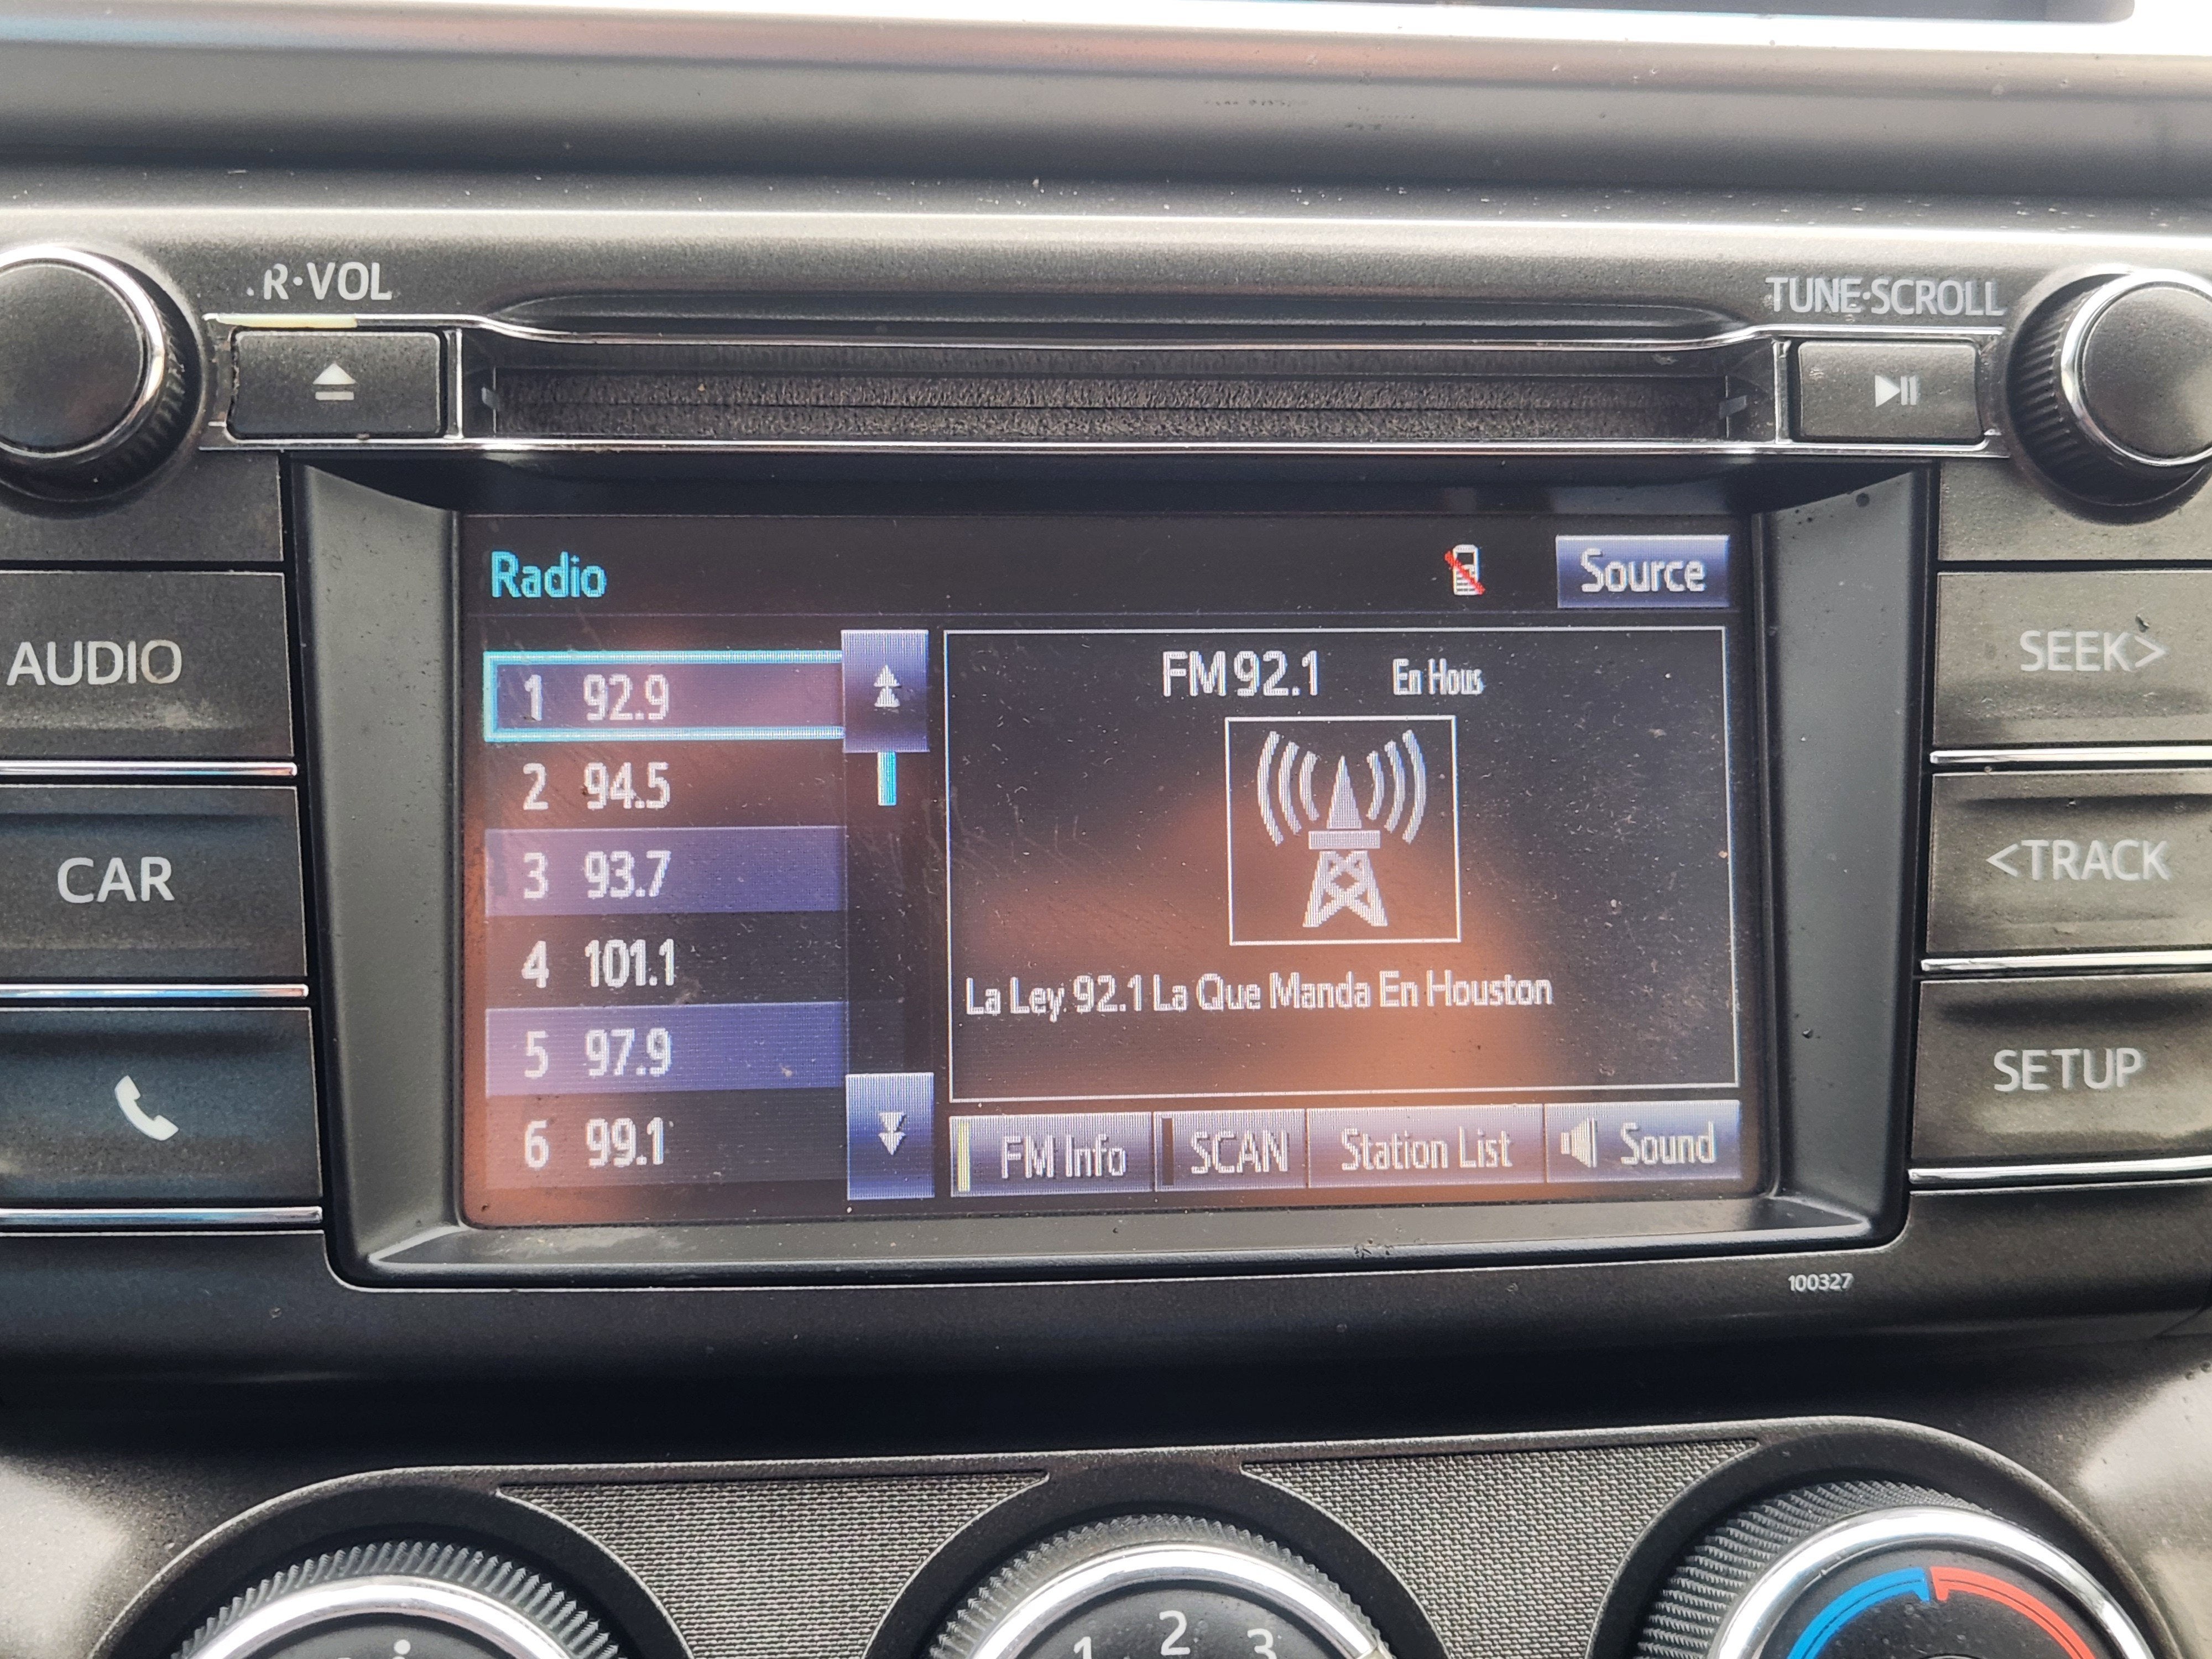 R·VOL
TUNE·SCROLL
AUDIO
CAR
SEEK>
<TRACK
SETUP
Radio
Source
1 92.9
2 94.5
3 93.7
4 101.1
5 97.9
6 99.1
FM 92.1 En Hous
La Ley 92.1 La Que Manda En Houston
FM Info
SCAN
Station List
Sound
100327
1 2 3